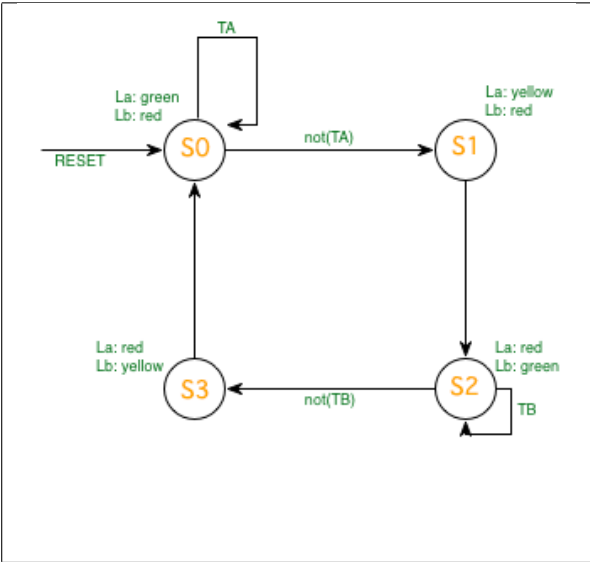 TA
La: green
Lb: red
La: yellow
Lb: red
RESET
S0
not(TA)
S1
La: red
Lb: yellow
La: red
Lb: green
S3
not(TB)
S2
TB